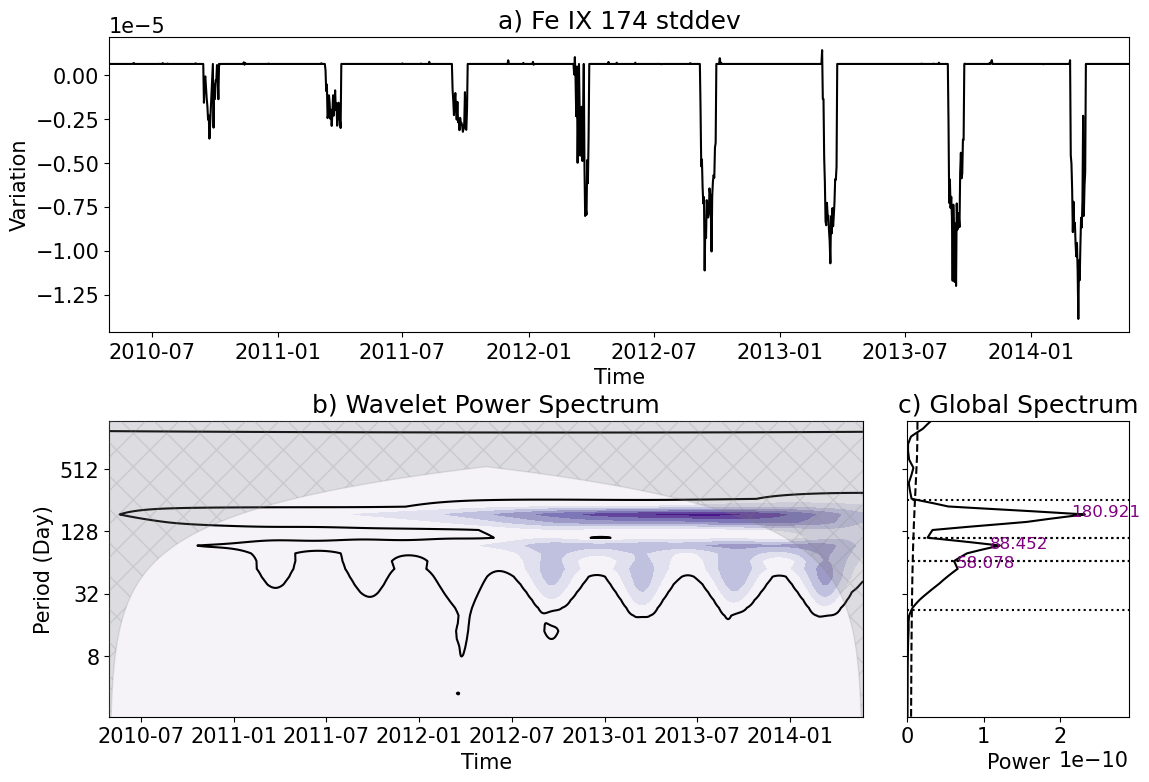 a) Fe IX 174 stddev
1e−5
0.00
−0.25
−0.50
−0.75
−1.00
−1.25
Variation
2010-07 2011-01 2011-07 2012-01 2012-07 2013-01 2013-07 2014-01
Time
b) Wavelet Power Spectrum
512
128
32
8
Period (Day)
2010-07 2011-01 2011-07 2012-01 2012-07 2013-01 2013-07 2014-01
Time
c) Global Spectrum
180.921
88.452
58.078
0 1 2
Power 1e−10